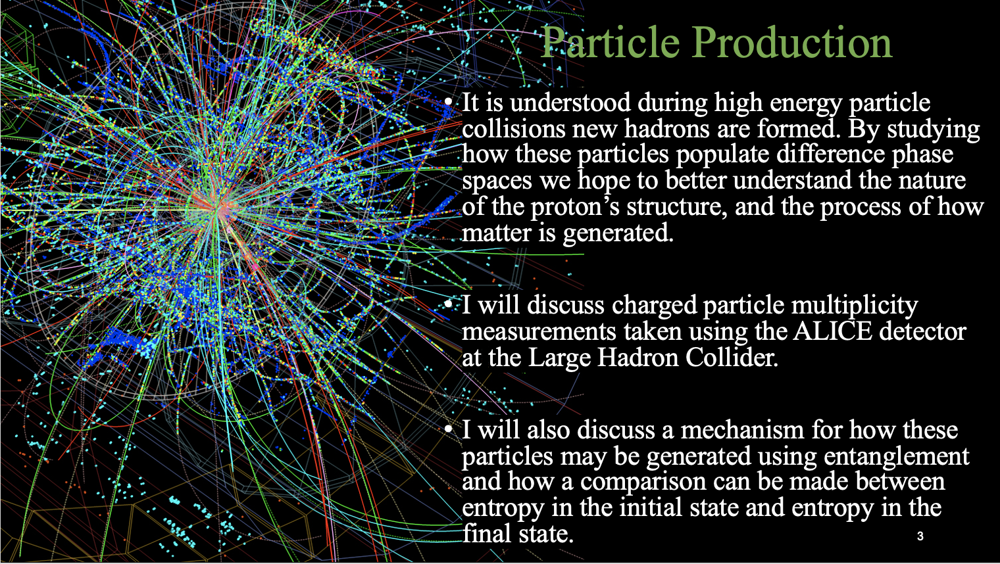 Particle Production
• It is understood during high energy particle
collisions new hadrons are formed. By studying
how these particles populate difference phase
spaces we hope to better understand the nature
of the proton’s structure, and the process of how
matter is generated.
• I will discuss charged particle multiplicity
measurements taken using the ALICE detector
at the Large Hadron Collider.
• I will also discuss a mechanism for how these
particles may be generated using entanglement
and how a comparison can be made between
entropy in the initial state and entropy in the
final state.
3